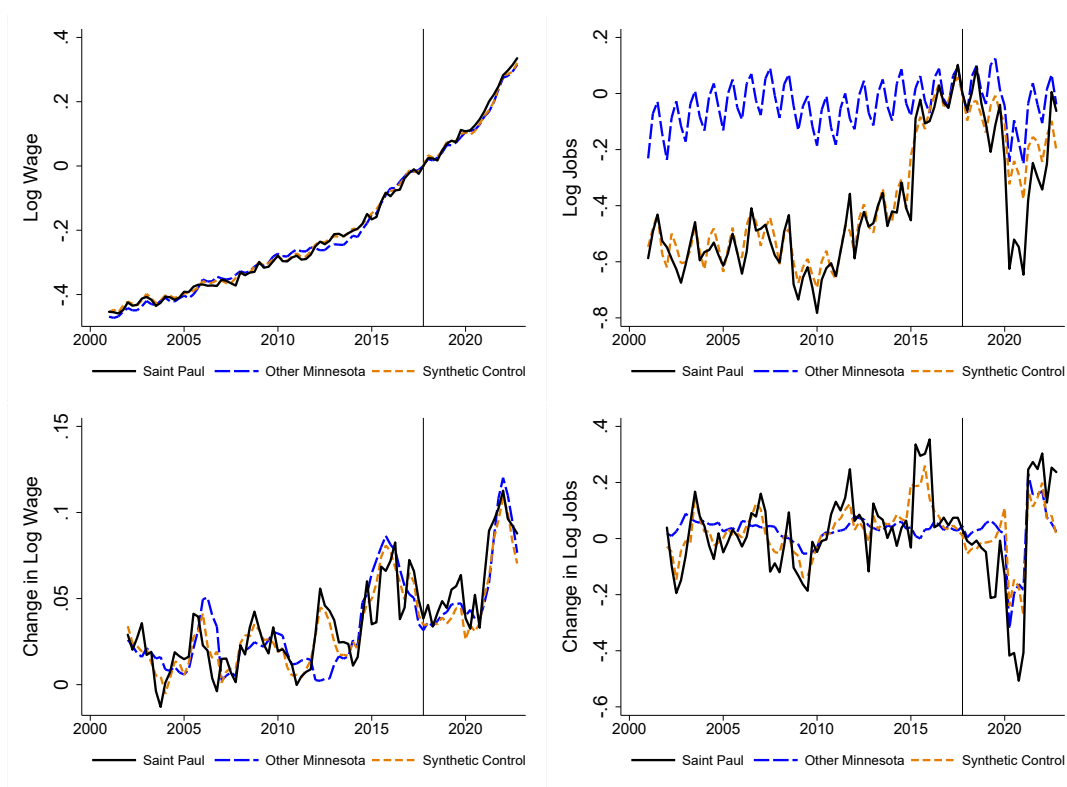 .4
.2
0
-.2
-.4
Log Wage
2000 2005 2010 2015 2020
Saint Paul Other Minnesota Synthetic Control
.2
0
-.2
-.4
-.6
-.8
Log Jobs
2000 2005 2010 2015 2020
Saint Paul Other Minnesota Synthetic Control
.15
.1
.05
0
Change in Log Wage
2000 2005 2010 2015 2020
Saint Paul Other Minnesota Synthetic Control
.4
.2
0
-.2
-.4
-.6
Change in Log Jobs
2000 2005 2010 2015 2020
Saint Paul Other Minnesota Synthetic Control